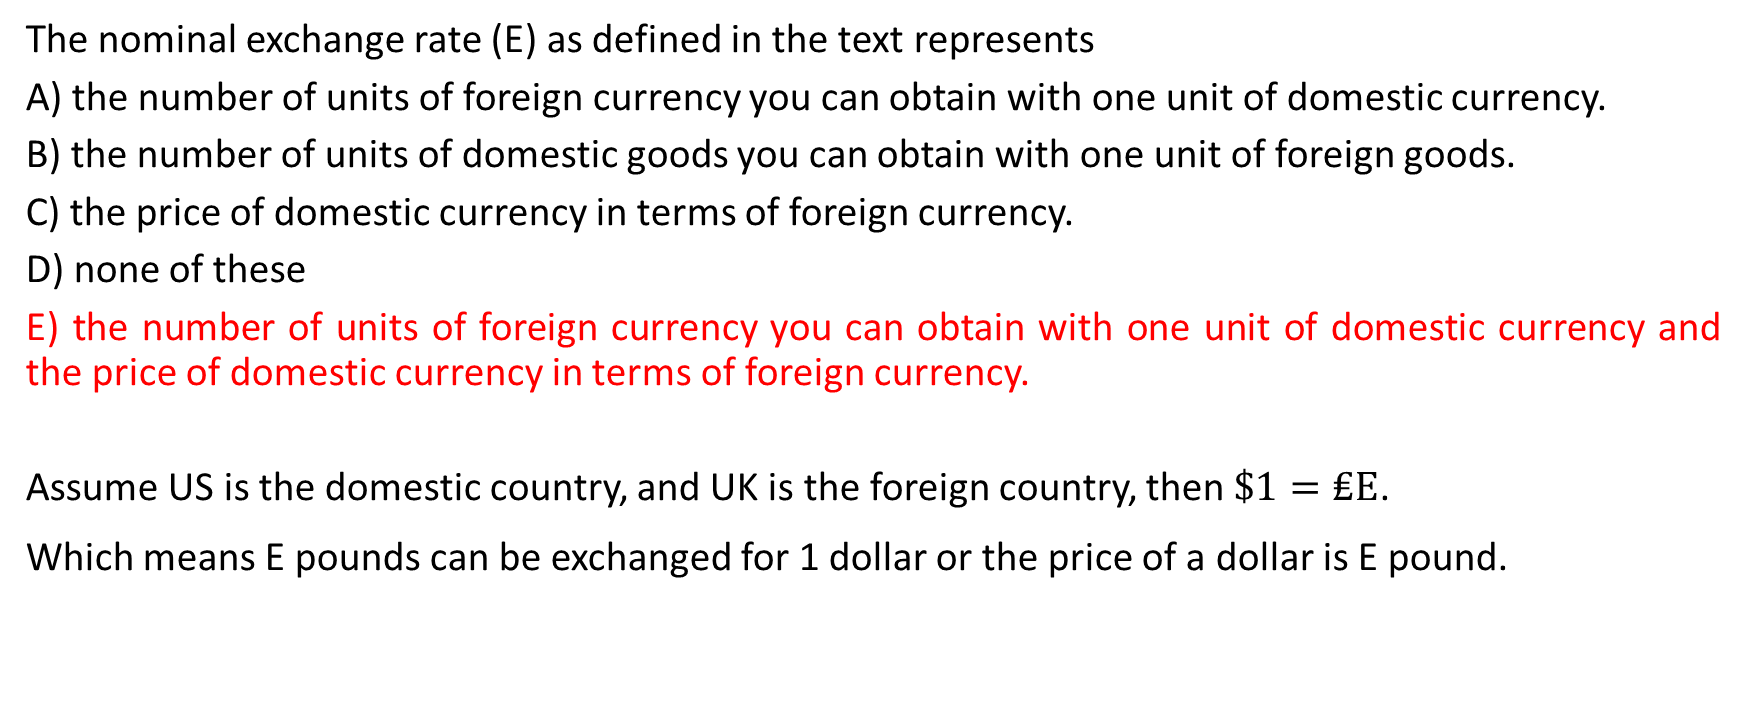 The nominal exchange rate (E) as defined in the text represents
A) the number of units of foreign currency you can obtain with one unit of domestic currency.
B) the number of units of domestic goods you can obtain with one unit of foreign goods.
C) the price of domestic currency in terms of foreign currency.
D) none of these
E) the number of units of foreign currency you can obtain with one unit of domestic currency and
the price of domestic currency in terms of foreign currency.
Assume US is the domestic country, and UK is the foreign country, then $1 = £E.
Which means E pounds can be exchanged for 1 dollar or the price of a dollar is E pound.